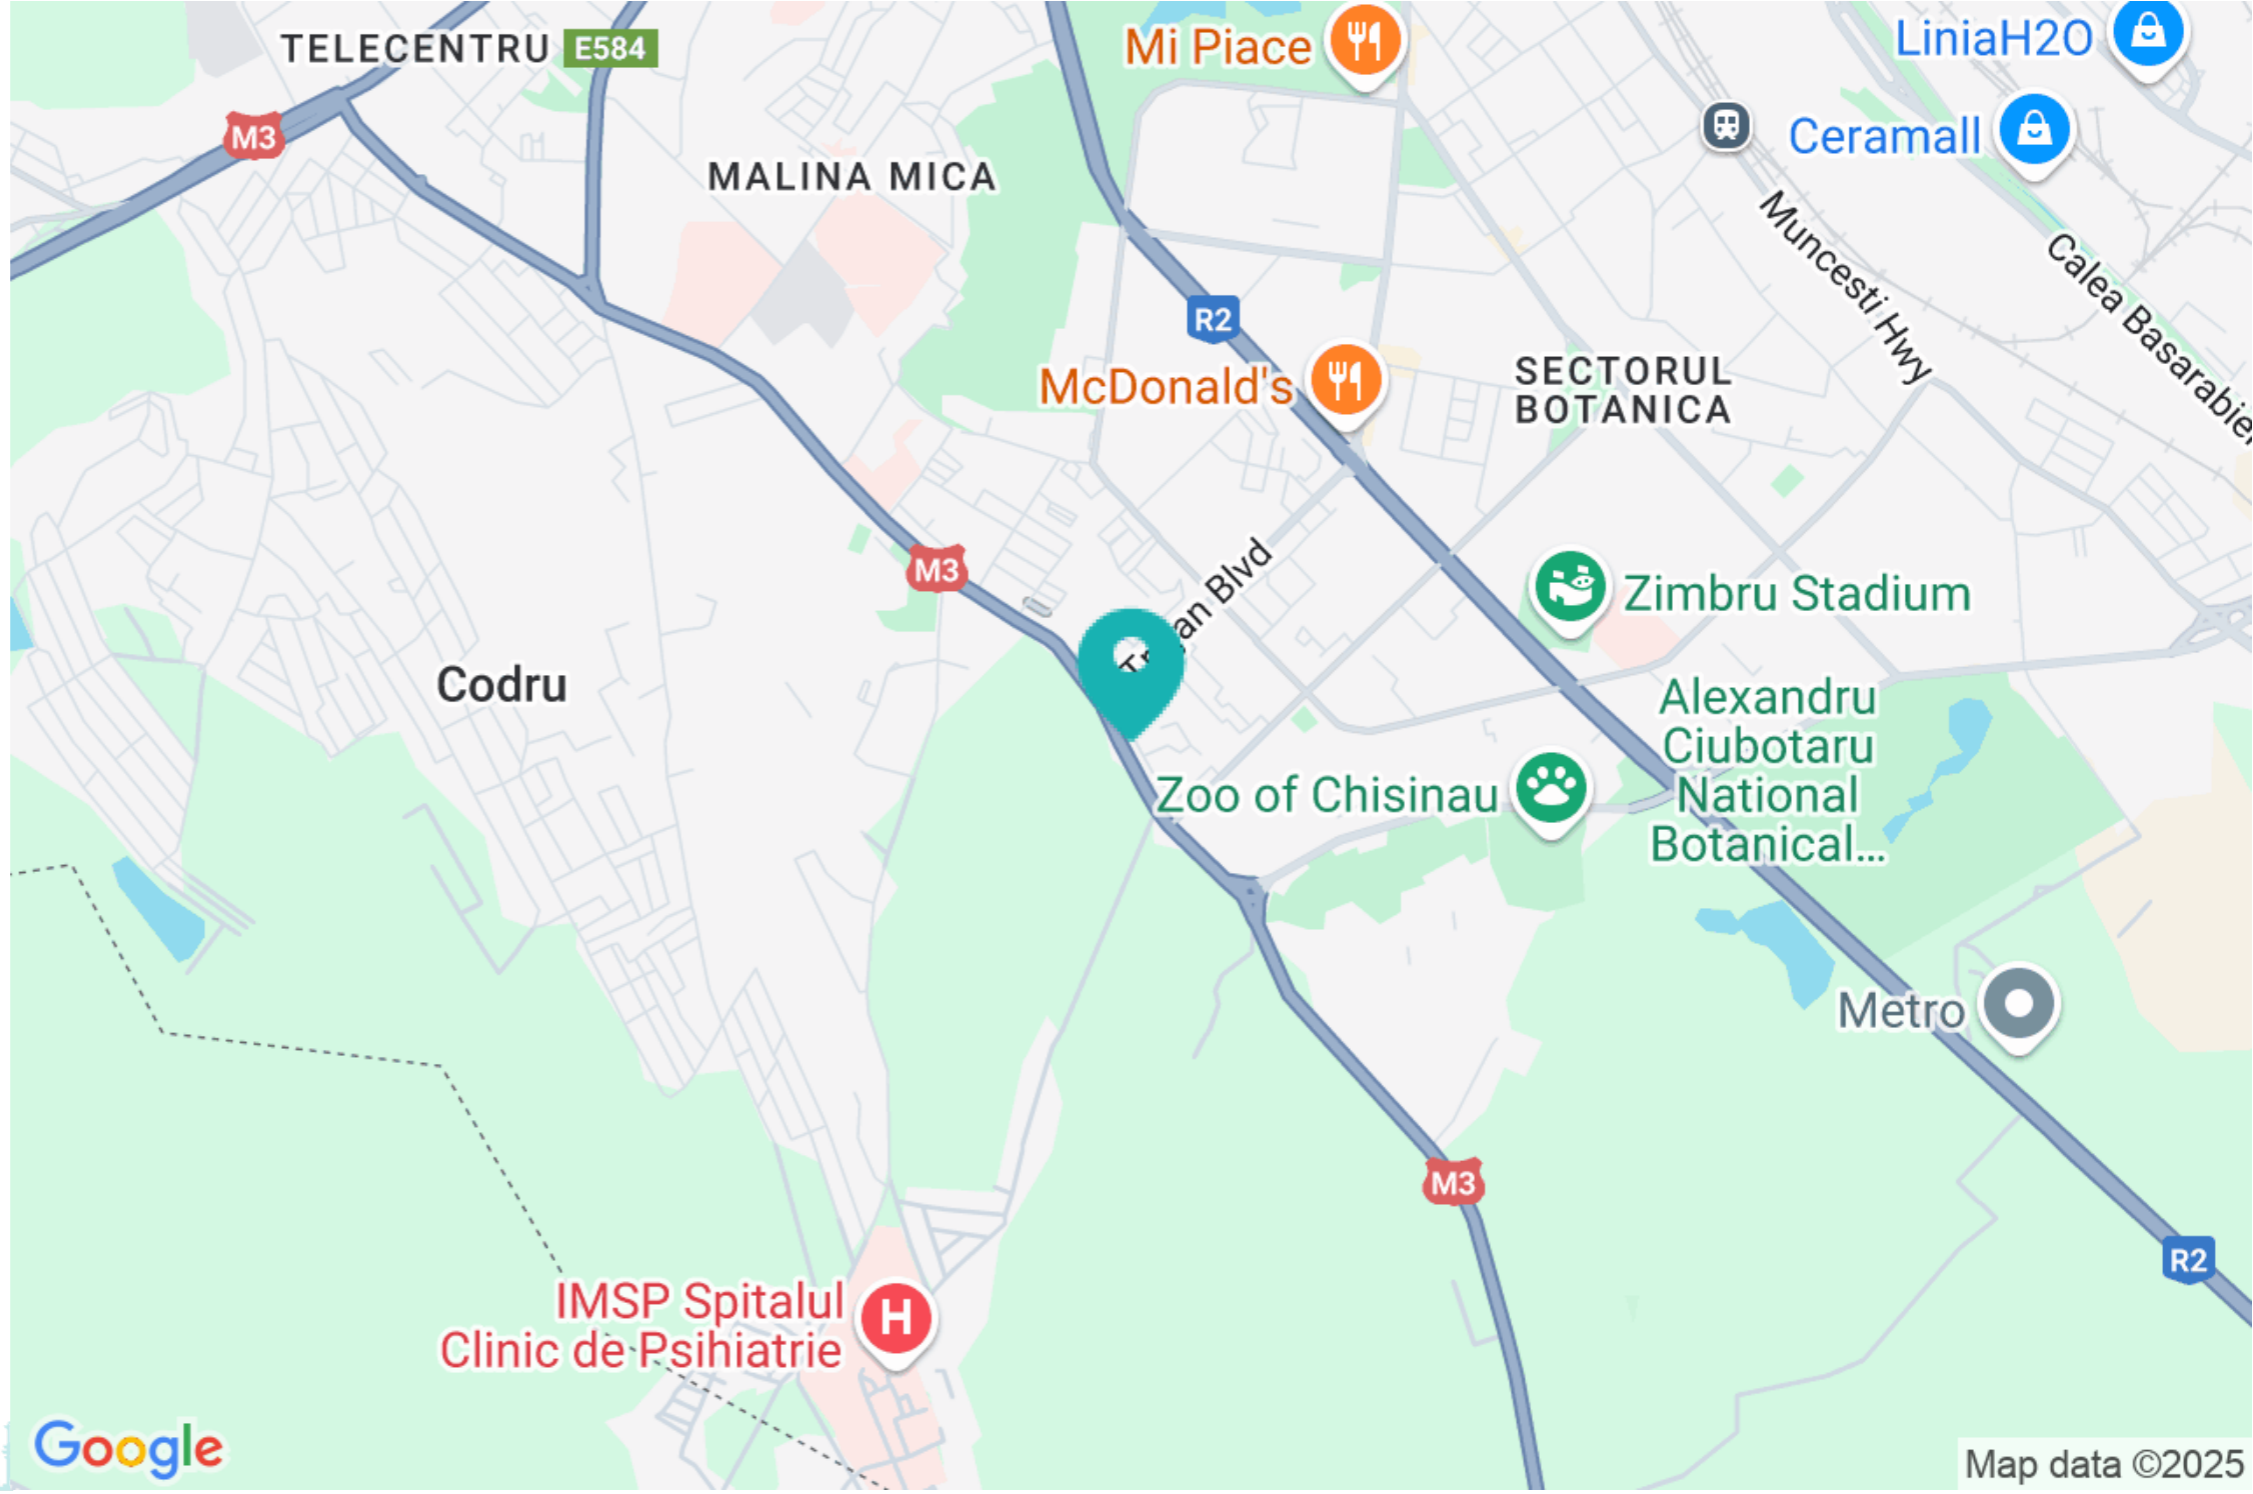 TELECENTRU E584
Mi Piace
LiniaH2O
M3
Ceramall
MALINA MICA
Muncesti Hwy
Calea Basarabiei
R2
McDonald's
SECTORUL
BOTANICA
M3
Blvd
Zimbru Stadium
Codru
Alexandru
Ciubotaru
National
Botanical...
Zoo of Chisinau
Metro
M3
R2
IMSP Spitalul
Clinic de Psihiatrie
H
Google
Map data ©2025